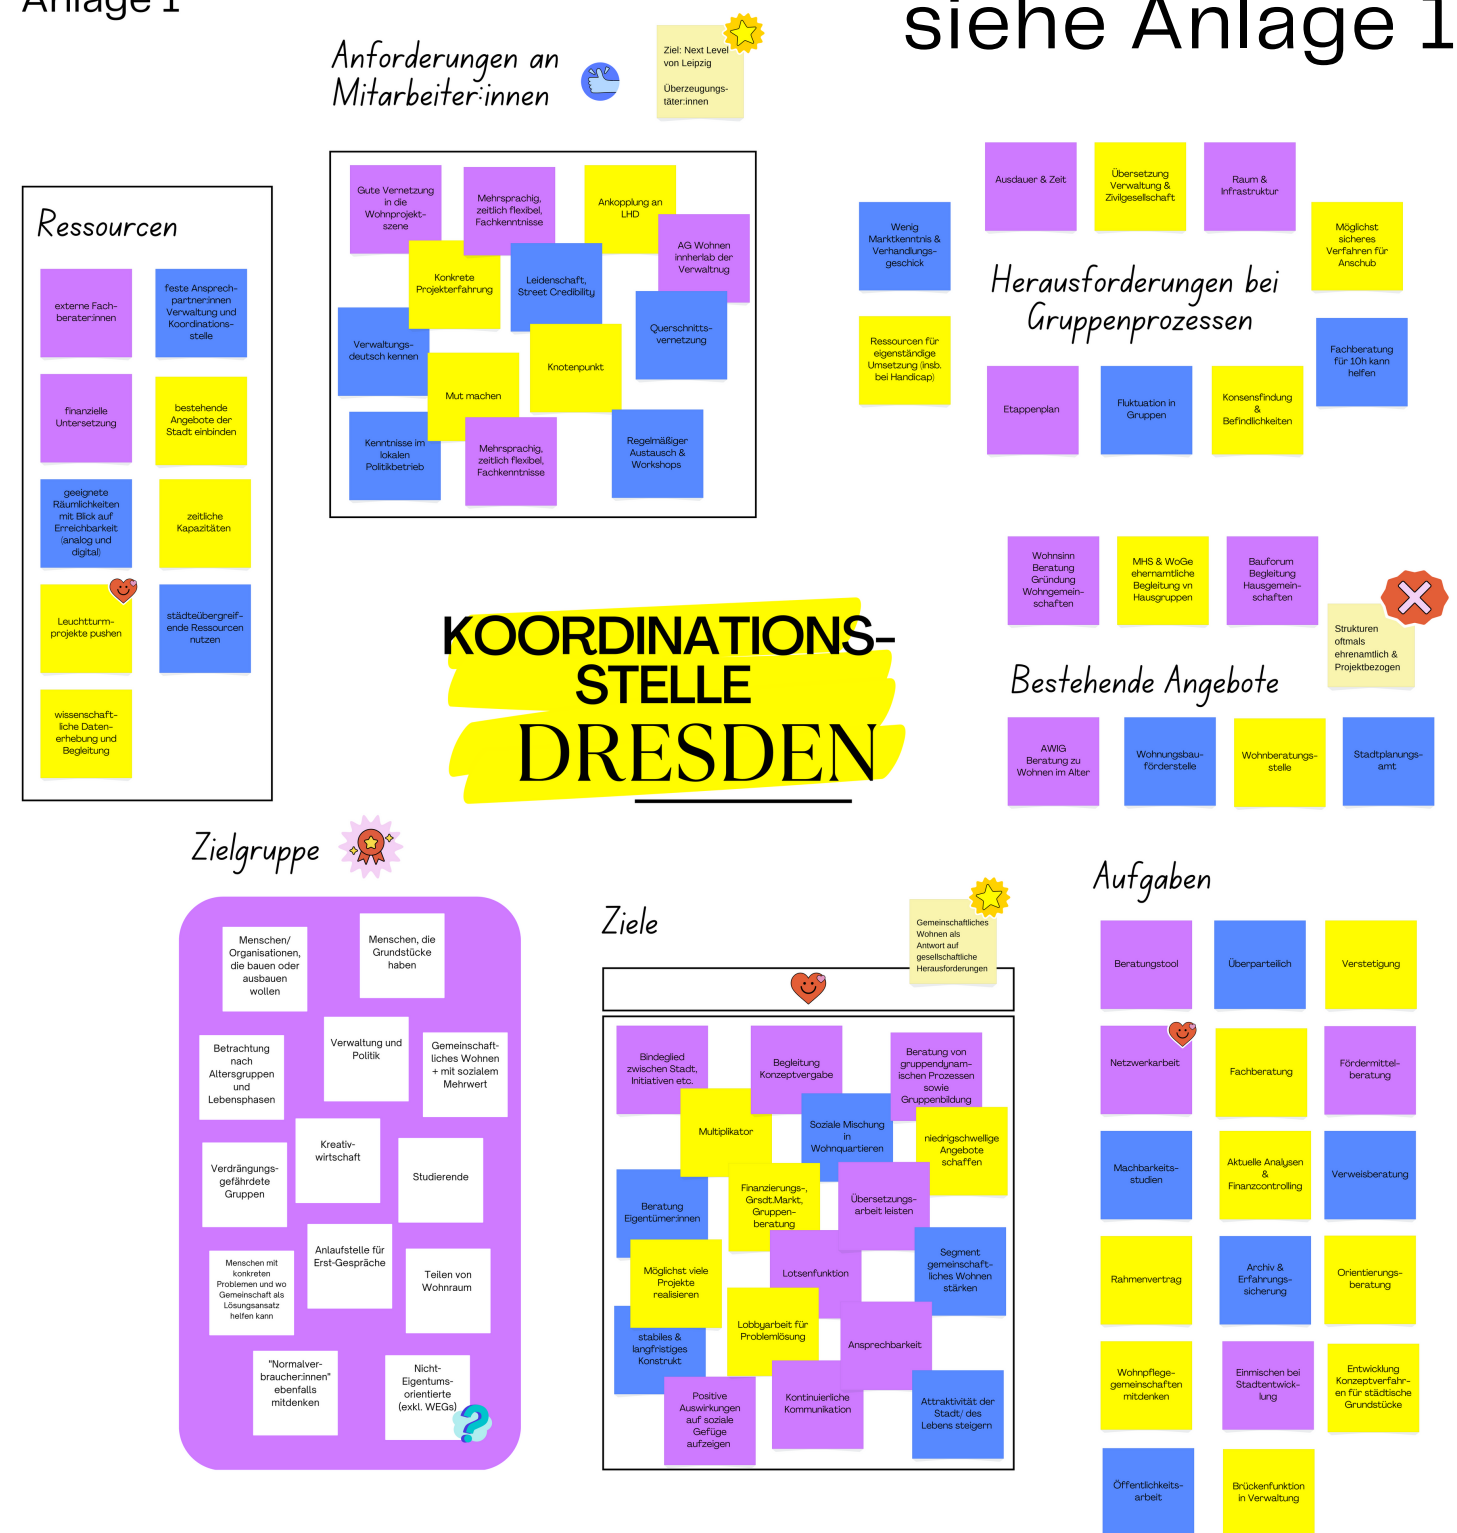 Anlage 1
siehe Anlage 1
Anforderungen an
Mitarbeiter:innen
Ziel: Next Level
von Leipzig
Überzeugungs-
täter:innen
Gute Vernetzung
in die
Wohnprojekt-
szene
Mehrsprachig,
zeitlich flexibel,
Fachkenntnisse
Ankopplung an
LHD
AG Wohnen
innherlab der
Verwaltnug
Konkrete
Projekterfahrung
Leidenschaft,
Street Credibility
Querschnitts-
vernetzung
Verwaltungs-
deutsch kennen
Knotenpunkt
Mut machen
Kenntnisse im
lokalen
Politikbetrieb
Mehrsprachig,
zeitlich flexibel,
Fachkenntnisse
Regelmäßiger
Austausch &
Workshops
Ressourcen
externe Fach-
berater:innen
feste Ansprech-
partner:innen
Verwaltung und
Koordinations-
stelle
finanzielle
Untersetzung
bestehende
Angebote der
Stadt einbinden
geeignete
Räumlichkeiten
mit Blick auf
Erreichbarkeit
(analog und
digital)
zeitliche
Kapazitäten
Leuchtturm-
projekte pushen
städteübergreif-
ende Ressourcen
nutzen
wissenschaft-
liche Daten-
erhebung und
Begleitung
Ausdauer & Zeit
Übersetzung
Verwaltung &
Zivilgesellschaft
Raum &
Infrastruktur
Wenig
Marktkenntnis &
Verhandlungs-
geschick
Möglichst
sicheres
Verfahren für
Anschub
Herausforderungen bei
Gruppenprozessen
Ressourcen für
eigenständige
Umsetzung (insb.
bei Handicap)
Fachberatung
für 10h kann
helfen
Etappenplan
Fluktuation in
Gruppen
Konsensfindung
&
Befindlichkeiten
Wohnsinn
Beratung
Gründung
Wohngemein-
schaften
MHS & WoGe
ehernamtliche
Begleitung vn
Hausgruppen
Bauforum
Begleitung
Hausgemein-
schaften
Strukturen
oftmals
ehrenamtlich &
Projektbezogen
Bestehende Angebote
AWIG
Beratung zu
Wohnen im Alter
Wohnungsbau-
förderstelle
Wohnberatungs-
stelle
Stadtplanungs-
amt
KOORDINATIONS-
STELLE
DRESDEN
Zielgruppe
Menschen/
Organisationen,
die bauen oder
ausbauen
wollen
Menschen, die
Grundstücke
haben
Betrachtung
nach
Altersgruppen
und
Lebensphasen
Verwaltung und
Politik
Gemeinschaft-
liches Wohnen
+ mit sozialem
Mehrwert
Verdrängungs-
gefährdete
Gruppen
Kreativ-
wirtschaft
Studierende
Menschen mit
konkreten
Problemen und wo
Gemeinschaft als
Lösungsansatz
helfen kann
Anlaufstelle für
Erst-Gespräche
Teilen von
Wohnraum
"Normalver-
braucher:innen"
ebenfalls
mitdenken
Nicht-
Eigentums-
orientierte
(exkl. WEGs)
Ziele
Gemeinschaftliches
Wohnen als
Antwort auf
gesellschaftliche
Herausforderungen
Bindeglied
zwischen Stadt,
Initiativen etc.
Begleitung
Konzeptvergabe
Beratung von
gruppendynam-
ischen Prozessen
sowie
Gruppenbildung
Multiplikator
Soziale Mischung
in
Wohnquartieren
niedrigschwellige
Angebote
schaffen
Beratung
Eigentümer:innen
Finanzierungs-,
Grsdt.Markt,
Gruppen-
beratung
Übersetzungs-
arbeit leisten
Möglichst viele
Projekte
realisieren
Lotsenfunktion
Segment
gemeinschaft-
liches Wohnen
stärken
stabiles &
langfristiges
Konstrukt
Lobbyarbeit für
Problemlösung
Ansprechbarkeit
Positive
Auswirkungen
auf soziale
Gefüge
aufzeigen
Kontinuierliche
Kommunikation
Attraktivität der
Stadt/ des
Lebens steigern
Aufgaben
Beratungstool
Überparteilich
Verstetigung
Netzwerkarbeit
Fachberatung
Fördermittel-
beratung
Machbarkeits-
studien
Aktuelle Analysen
&
Finanzcontrolling
Verweisberatung
Rahmenvertrag
Archiv &
Erfahrungs-
sicherung
Orientierungs-
beratung
Wohnpflege-
gemeinschaften
mitdenken
Einmischen bei
Stadtentwick-
lung
Entwicklung
Konzeptverfahr-
en für städtische
Grundstücke
Öffentlichkeits-
arbeit
Brückenfunktion
in Verwaltung